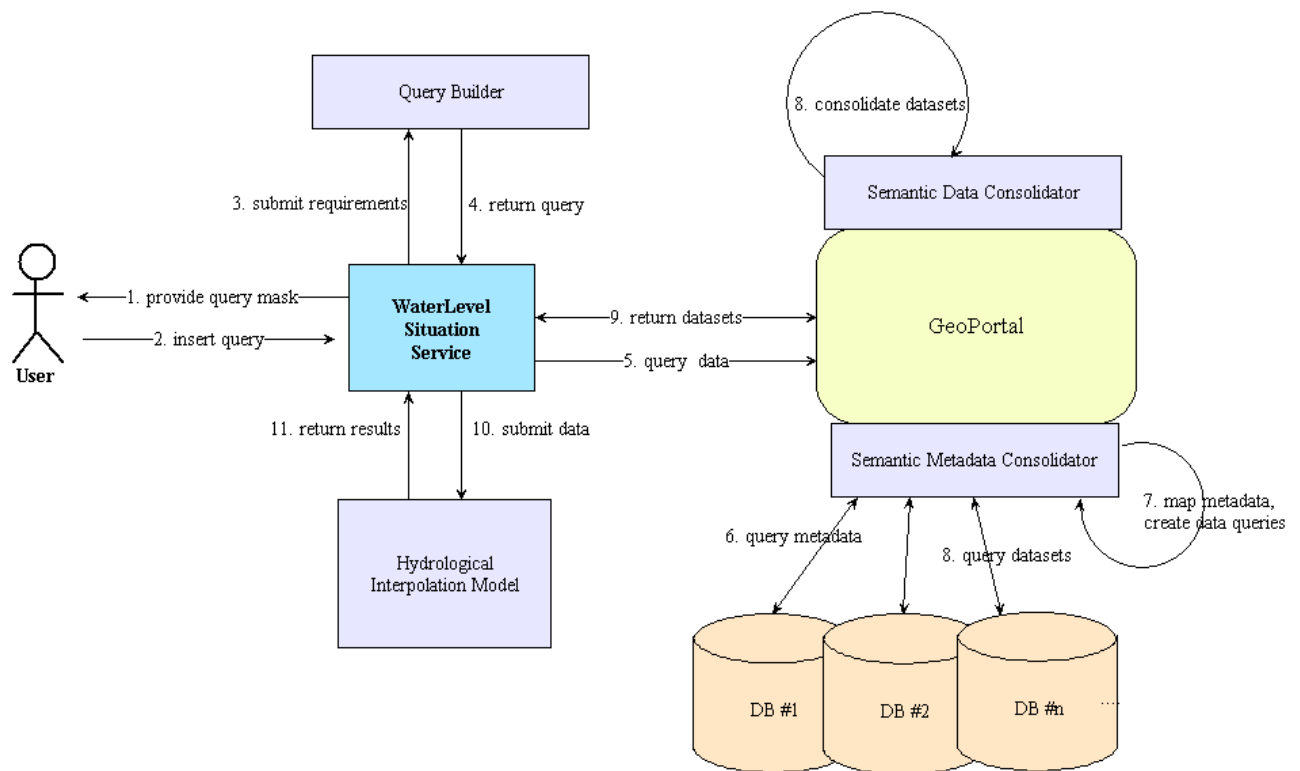 Query Builder
8. consolidate datasets
Semantic Data Consolidator
3. submit requirements
4. return query
1. provide query mask
WaterLevel
Situation
Service
9. return datasets
GeoPortal
2. insert query
5. query data
User
11. return results
10. submit data
Semantic Metadata Consolidator
7. map metadata,
create data queries
6. query metadata
8. query datasets
Hydrological
Interpolation Model
DB #1
DB #2
DB #n
....